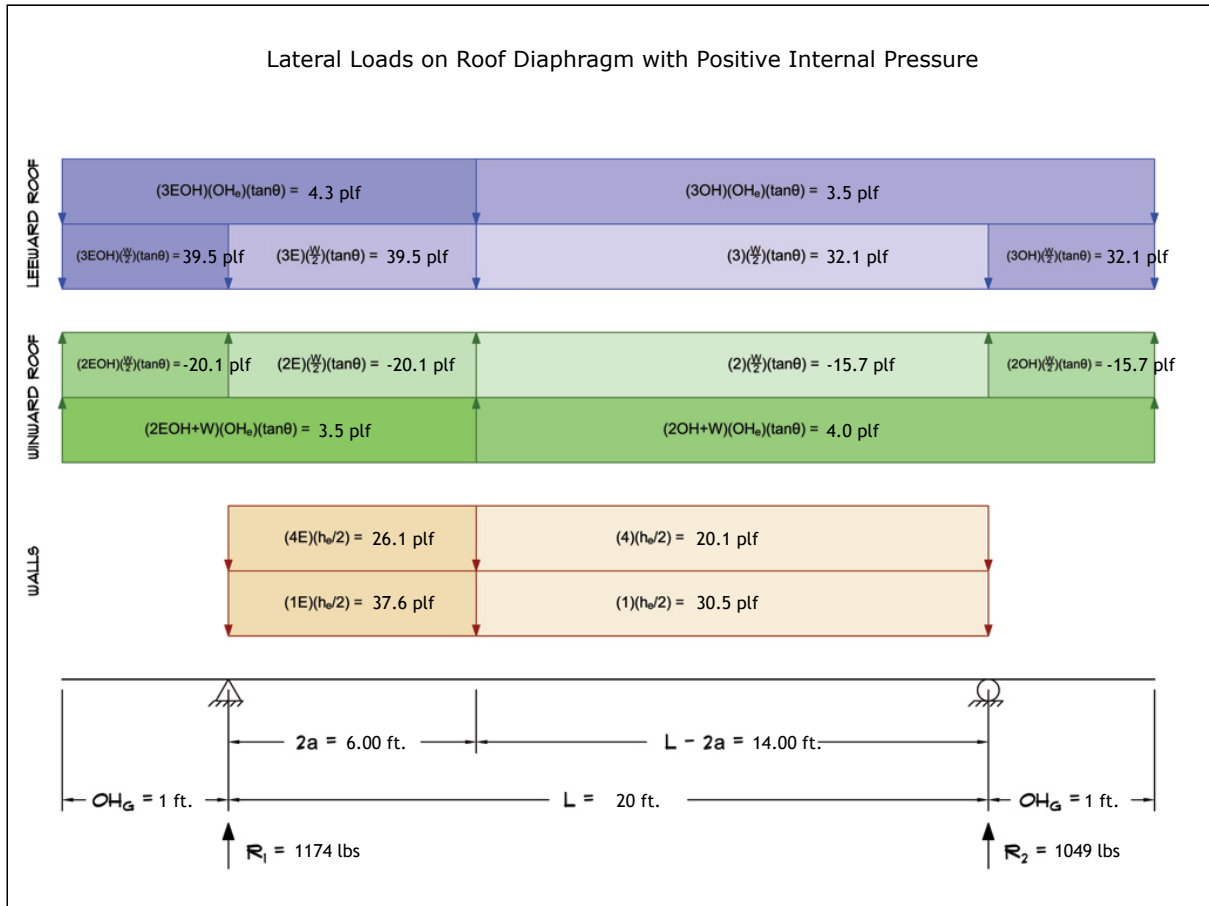 Lateral Loads on Roof Diaphragm with Positive Internal Pressure
LEEWARD ROOF
(3EOH)(OHₑ)(tanθ) = 4.3 plf
(3OH)(OHₑ)(tanθ) = 3.5 plf
(3EOH)(W/2)(tanθ) = 39.5 plf
(3E)(W/2)(tanθ) = 39.5 plf
(3)(W/2)(tanθ) = 32.1 plf
(3OH)(W/2)(tanθ) = 32.1 plf
WINWARD ROOF
(2EOH)(W/2)(tanθ) = -20.1 plf
(2E)(W/2)(tanθ) = -20.1 plf
(2)(W/2)(tanθ) = -15.7 plf
(2OH)(W/2)(tanθ) = -15.7 plf
(2EOH+W)(OHₑ)(tanθ) = 3.5 plf
(2OH+W)(OHₑ)(tanθ) = 4.0 plf
WALLS
(4E)(hₑ/2) = 26.1 plf
(4)(hₑ/2) = 20.1 plf
(1E)(hₑ/2) = 37.6 plf
(1)(hₑ/2) = 30.5 plf
2a = 6.00 ft.
L - 2a = 14.00 ft.
OH_G = 1 ft.
L = 20 ft.
OH_G = 1 ft.
R₁ = 1174 lbs
R₂ = 1049 lbs